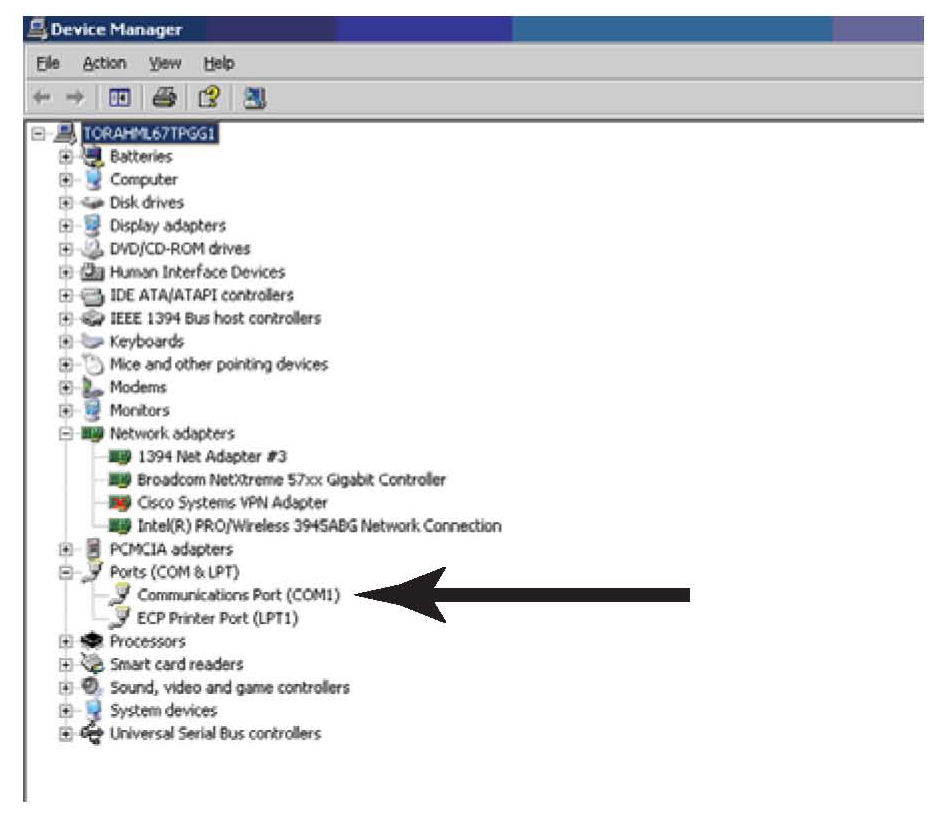 Device Manager
File Action View Help
TORAHML67TPGG1
Batteries
Computer
Disk drives
Display adapters
DVD/CD-ROM drives
Human Interface Devices
IDE ATA/ATAPI controllers
IEEE 1394 Bus host controllers
Keyboards
Mice and other pointing devices
Modems
Monitors
Network adapters
1394 Net Adapter #3
Broadcom NetXtreme 57xx Gigabit Controller
Cisco Systems VPN Adapter
Intel(R) PRO/Wireless 3945ABG Network Connection
PCMCIA adapters
Ports (COM & LPT)
Communications Port (COM1)
ECP Printer Port (LPT1)
Processors
Smart card readers
Sound, video and game controllers
System devices
Universal Serial Bus controllers